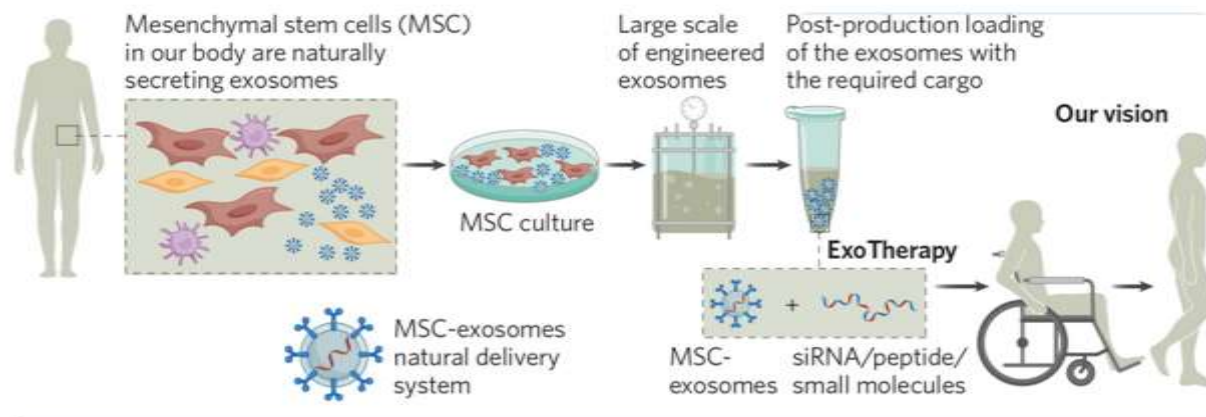 Mesenchymal stem cells (MSC)
in our body are naturally
secreting exosomes
Large scale
of engineered
exosomes
Post-production loading
of the exosomes with
the required cargo
Our vision
MSC culture
ExoTherapy
+
MSC-exosomes
natural delivery
system
MSC-
exosomes
siRNA/peptide/
small molecules